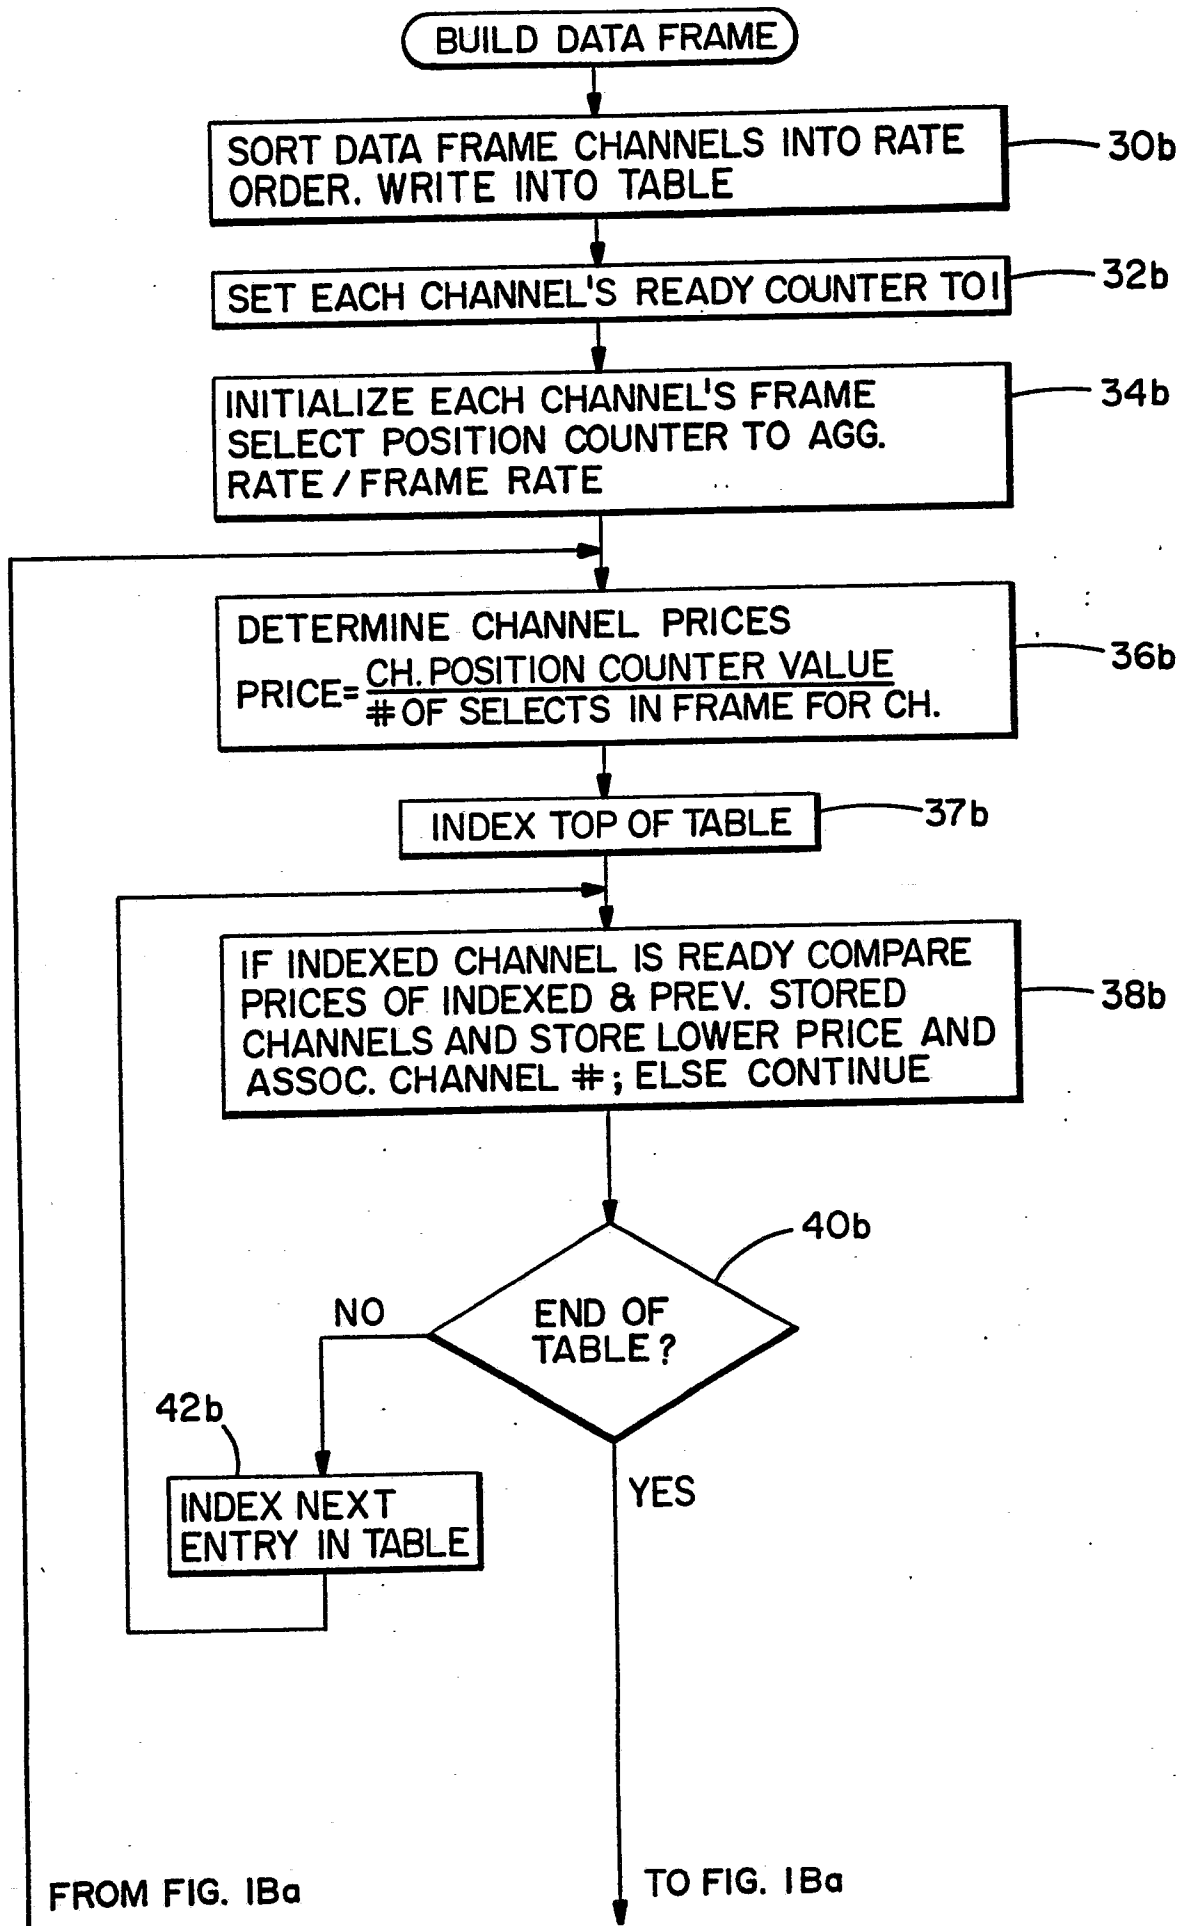 BUILD DATA FRAME
SORT DATA FRAME CHANNELS INTO RATE
ORDER. WRITE INTO TABLE
30b
SET EACH CHANNEL'S READY COUNTER TO 1
32b
INITIALIZE EACH CHANNEL'S FRAME
SELECT POSITION COUNTER TO AGG.
RATE / FRAME RATE
34b
DETERMINE CHANNEL PRICES
PRICE= CH. POSITION COUNTER VALUE
# OF SELECTS IN FRAME FOR CH.
36b
INDEX TOP OF TABLE
37b
IF INDEXED CHANNEL IS READY COMPARE
PRICES OF INDEXED & PREV. STORED
CHANNELS AND STORE LOWER PRICE AND
ASSOC. CHANNEL #; ELSE CONTINUE
38b
40b
END OF
TABLE?
NO
42b
INDEX NEXT
ENTRY IN TABLE
YES
FROM FIG. 1Ba
TO FIG. 1Ba